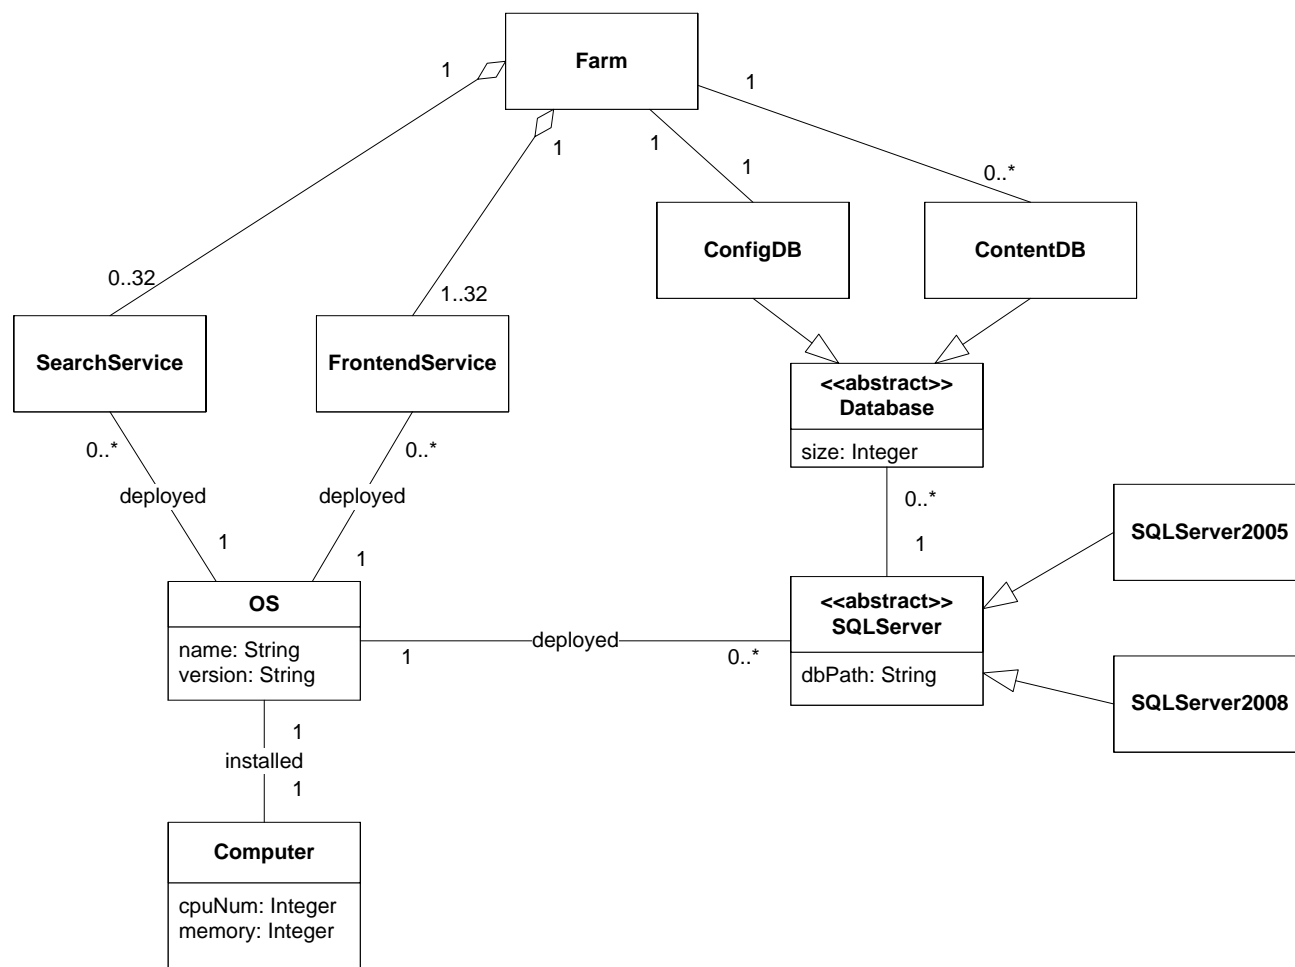 Farm
1
1
1
1
1
0..*
ConfigDB
ContentDB
0..32
1..32
SearchService
FrontendService
<<abstract>>
Database
size: Integer
0..*
0..*
deployed
deployed
0..*
1
1
1
SQLServer2005
OS
name: String
version: String
1
deployed
0..*
<<abstract>>
SQLServer
dbPath: String
SQLServer2008
1
installed
1
Computer
cpuNum: Integer
memory: Integer